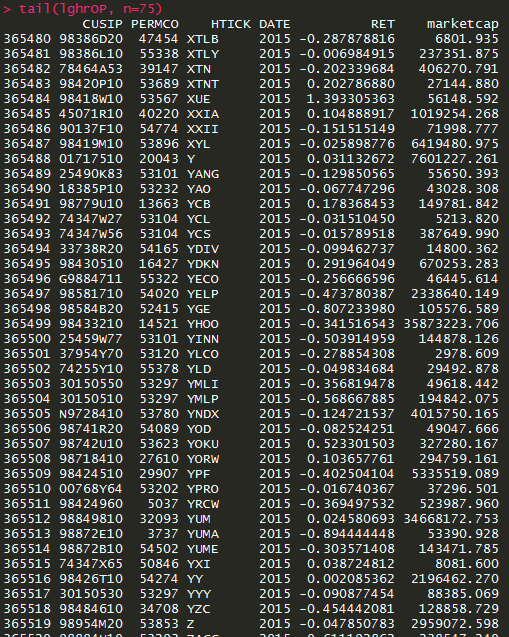 > tail(lghrOP, n=75)
CUSIP PERMCO HTICK DATE RET marketcap
365480 98386D20 47454 XTLB 2015 -0.287878816 6801.935
365481 98386L10 55338 XTLY 2015 -0.006984915 237351.875
365482 78464A53 39147 XTN 2015 -0.202339684 406270.791
365483 98420P10 53689 XTNT 2015 0.202786880 27144.880
365484 98418W10 53567 XUE 2015 1.393305363 56148.592
365485 45071R10 40220 XXIA 2015 0.104888917 1019254.268
365486 90137F10 54774 XXII 2015 -0.151515149 71998.777
365487 98419M10 53896 XYL 2015 -0.025898776 6419480.975
365488 01717510 20043 Y 2015 0.031132672 7601227.261
365489 25490K83 53101 YANG 2015 -0.129850565 55650.393
365490 18385P10 53232 YAO 2015 -0.067747296 43028.308
365491 98779U10 13663 YCB 2015 0.178368453 149781.842
365492 74347W27 53104 YCL 2015 -0.031510450 5213.820
365493 74347W56 53104 YCS 2015 -0.015789518 387649.990
365494 33738R20 54165 YDIV 2015 -0.099462737 14800.362
365495 98430510 16427 YDKN 2015 0.291964049 670253.283
365496 G9884711 55322 YECO 2015 -0.256666596 46445.614
365497 98581710 54020 YELP 2015 -0.473780387 2338640.149
365498 98584B20 52415 YGE 2015 -0.807233980 105576.589
365499 98433210 14521 YHOO 2015 -0.341516543 35873223.706
365500 25459W77 53101 YINN 2015 -0.503914959 144878.126
365501 37954Y70 53120 YLCO 2015 -0.278854308 2978.609
365502 74255Y10 55378 YLD 2015 -0.049834684 29492.878
365503 30150550 53297 YMLI 2015 -0.356819478 49618.442
365504 30150510 53297 YMLP 2015 -0.568667885 194842.075
365505 N9728410 53780 YNDX 2015 -0.124721537 4015750.165
365506 98741R20 54089 YOD 2015 -0.082524251 49047.666
365507 98742U10 53623 YOKU 2015 0.523301503 327280.167
365508 98718410 27610 YORW 2015 0.103657761 294759.161
365509 98424510 29907 YPF 2015 -0.402504104 5335519.089
365510 00768Y64 53202 YPRO 2015 -0.016740367 37296.501
365511 98424960 5037 YRCW 2015 -0.369497532 523987.960
365512 98849810 32093 YUM 2015 0.024580693 34668172.753
365513 98872E10 3737 YUMA 2015 -0.894444448 53390.928
365514 98872B10 54502 YUME 2015 -0.303571408 143471.785
365515 74347X65 50846 YXI 2015 0.038724812 8081.600
365516 98426T10 54274 YY 2015 0.002085362 2196462.270
365517 30150530 53297 YYY 2015 -0.090877454 88385.069
365518 98484610 34708 YZC 2015 -0.454442081 128858.729
365519 98954M20 53853 Z 2015 -0.047850783 2959072.598